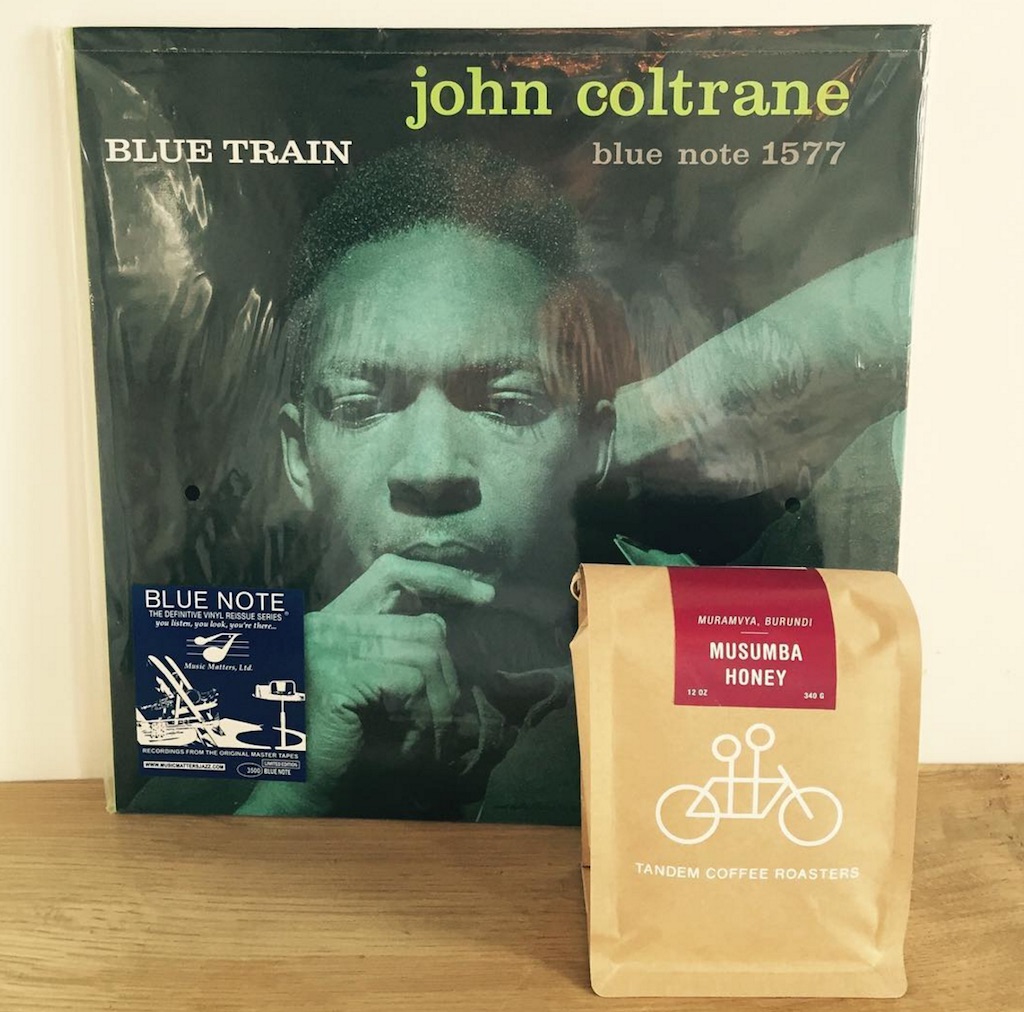 john coltrane
BLUE TRAIN
blue note 1577
BLUE NOTE
THE DEFINITIVE VINYL REISSUE SERIES®
you listen, you look, you're there...
Music Matters, Ltd.
RECORDINGS FROM THE ORIGINAL MASTER TAPES
WWW.MUSICMATTERSJAZZ.COM
3500
LIMITED EDITION
BLUE NOTE
MURAMVYA, BURUNDI
MUSUMBA
HONEY
12 OZ
340 G
TANDEM COFFEE ROASTERS